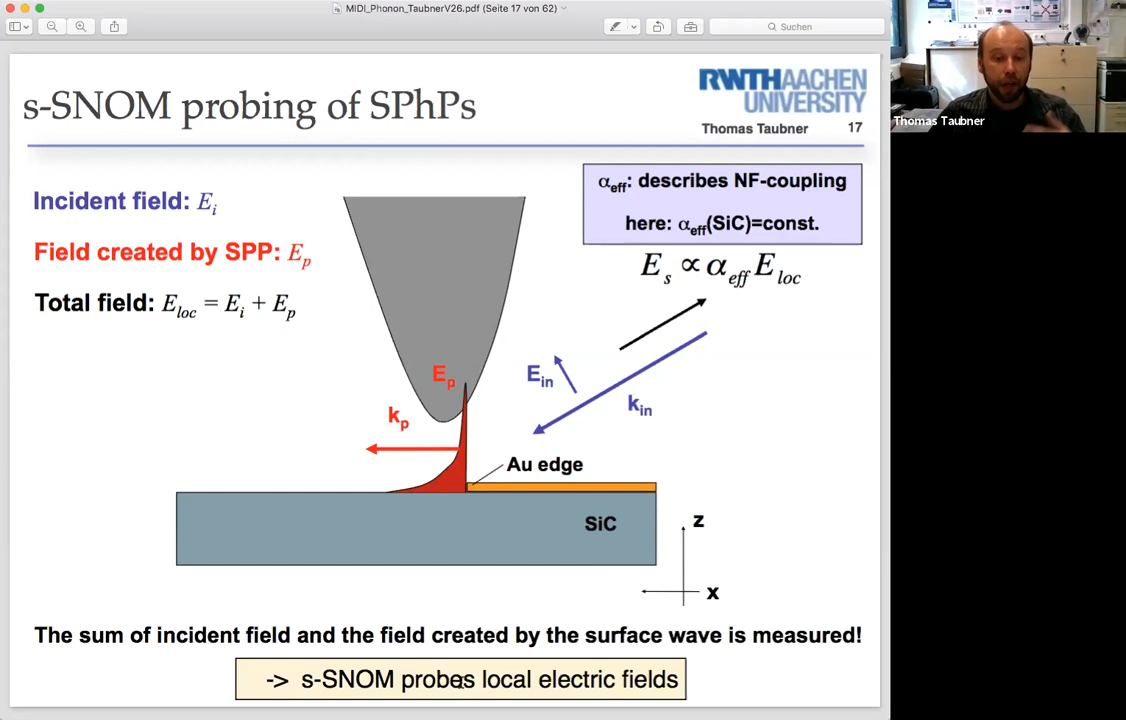 MIDI_Phonon_TaubnerV26.pdf (Seite 17 von 62)
Suchen
s-SNOM probing of SPhPs
RWTHAACHEN
UNIVERSITY
Thomas Taubner 17
Thomas Taubner
Incident field: Ei
αeff: describes NF-coupling
here: αeff(SiC)=const.
Field created by SPP: Ep
Es ∝ αeff Eloc
Total field: Eloc = Ei + Ep
Ep
Ein
kin
kp
Au edge
SiC
z
x
The sum of incident field and the field created by the surface wave is measured!
-> s-SNOM probes local electric fields